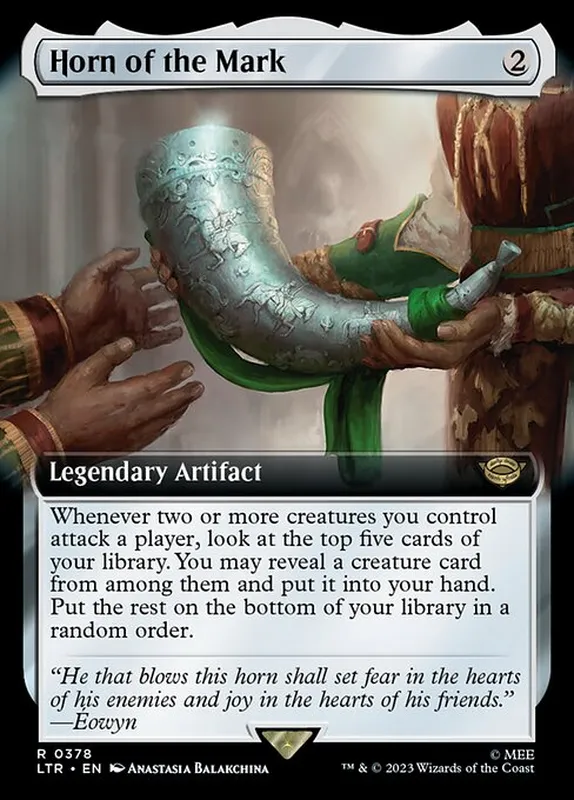 Horn of the Mark 2
Legendary Artifact
Whenever two or more creatures you control
attack a player, look at the top five cards of
your library. You may reveal a creature card
from among them and put it into your hand.
Put the rest on the bottom of your library in a
random order.
“He that blows this horn shall set fear in the hearts
of his enemies and joy in the hearts of his friends.”
—Éowyn
R 0378 © MEE
LTR • EN Anastasia Balakchina ™ & © 2023 Wizards of the Coast